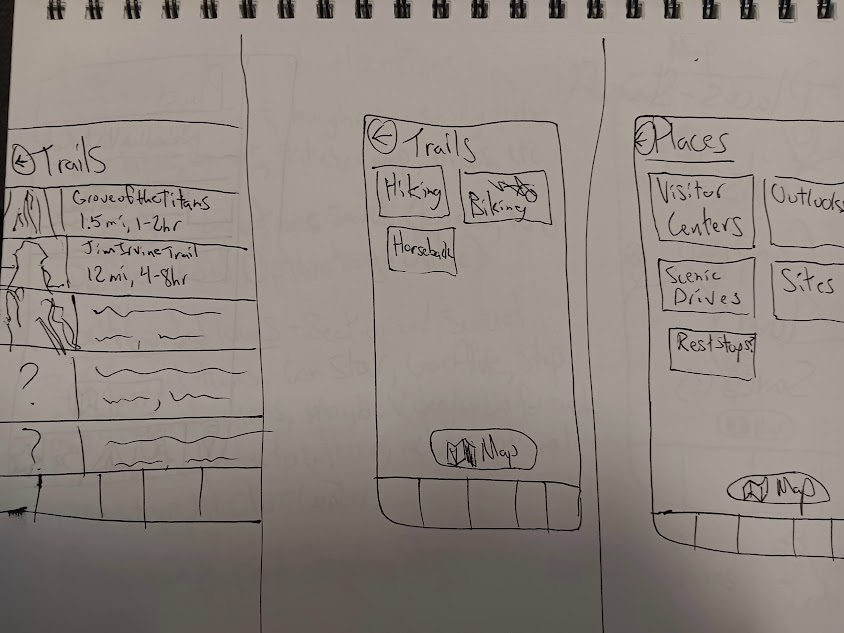 Trails
Grove of the Titans
1.5 mi, 1-2hr
Jim Irvine Trail
12 mi, 4-8hr
?
?
Trails
Hiking
Biking
Horseback
Map
Places
Visitor
Centers
Outlooks
Scenic
Drives
Sites
Rest stops?
Map